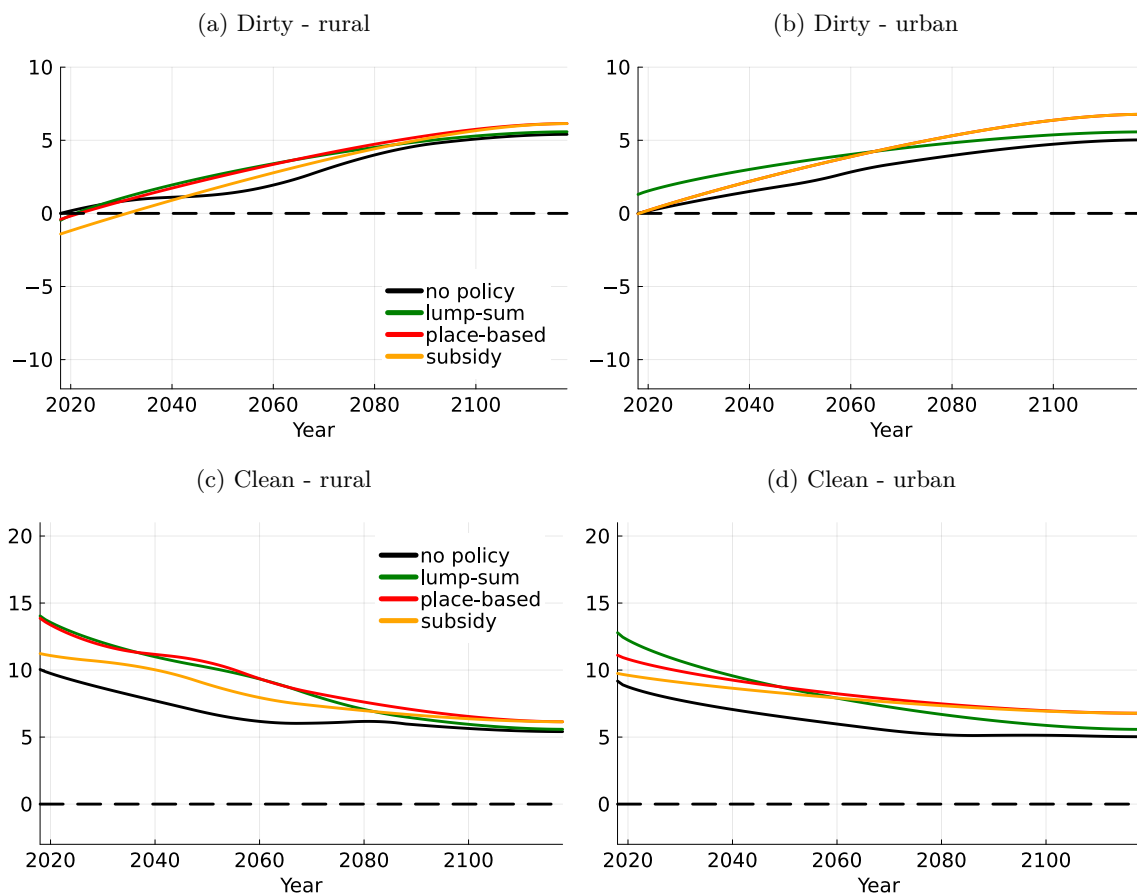 (a) Dirty - rural
10
5
0
−5
−10
no policy
lump-sum
place-based
subsidy
2020 2040 2060 2080 2100
Year
(b) Dirty - urban
10
5
0
−5
−10
2020 2040 2060 2080 2100
Year
(c) Clean - rural
20
15
10
5
0
no policy
lump-sum
place-based
subsidy
2020 2040 2060 2080 2100
Year
(d) Clean - urban
20
15
10
5
0
2020 2040 2060 2080 2100
Year